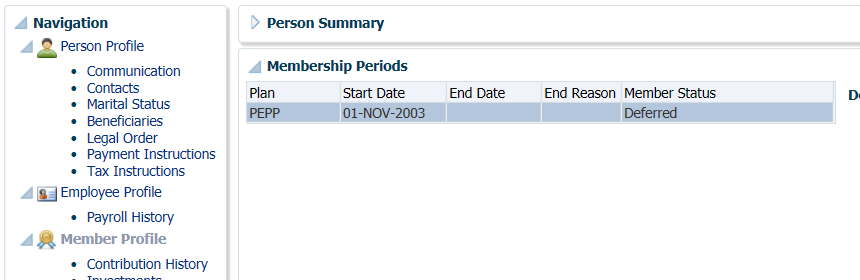 Navigation
Person Profile
Communication
Contacts
Marital Status
Beneficiaries
Legal Order
Payment Instructions
Tax Instructions
Employee Profile
Payroll History
Member Profile
Contribution History
Investments
Person Summary
Membership Periods
Plan Start Date End Date End Reason Member Status
PEPP 01-NOV-2003 Deferred